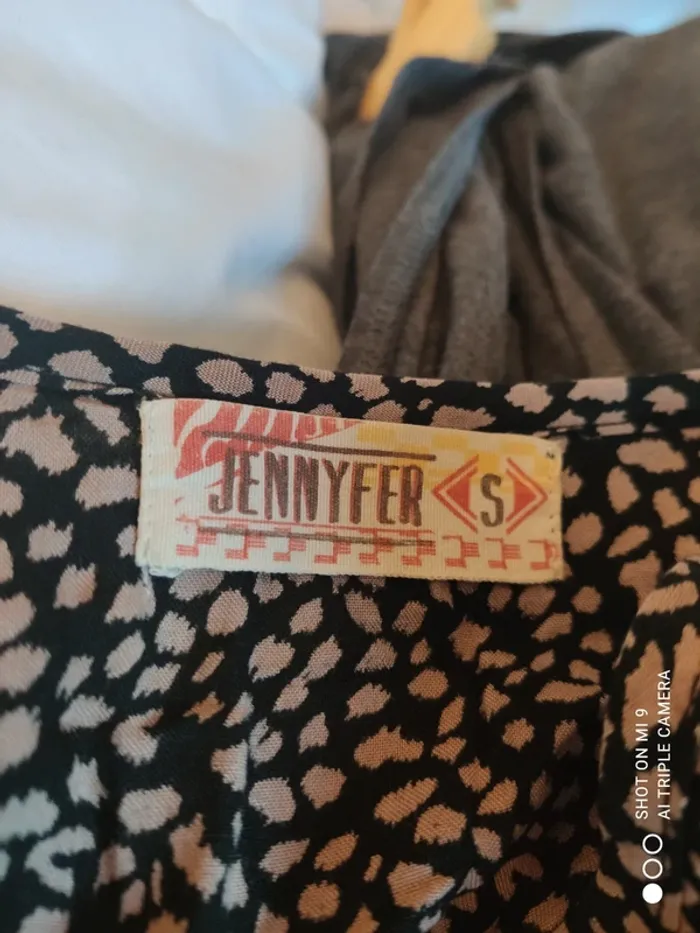 JENNYFER S
SHOT ON MI 9
AI TRIPLE CAMERA